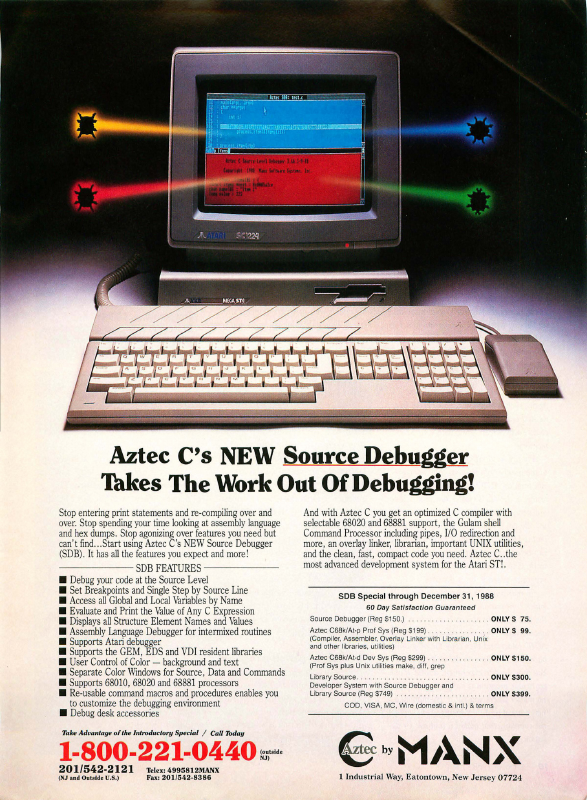 Aztec SDB: test.c
Aztec C Source Level Debugger
ATARI SC1224
ATARI MEGA ST4
Aztec C's NEW Source Debugger
Takes The Work Out Of Debugging!
Stop entering print statements and re-compiling over and
over. Stop spending your time looking at assembly language
and hex dumps. Stop agonizing over features you need but
can't find...Start using Aztec C's NEW Source Debugger
(SDB). It has all the features you expect and more!
SDB FEATURES
■ Debug your code at the Source Level
■ Set Breakpoints and Single Step by Source Line
■ Access all Global and Local Variables by Name
■ Evaluate and Print the Value of Any C Expression
■ Displays all Structure Element Names and Values
■ Assembly Language Debugger for intermixed routines
■ Supports Atari debugger
■ Supports the GEM, EDS and VDI resident libraries
■ User Control of Color — background and text
■ Separate Color Windows for Source, Data and Commands
■ Supports 68010, 68020 and 68881 processors
■ Re-usable macros and procedures enables you
to customize the debugging environment
■ Debug desk accessories
And with Aztec C you get an optimized C compiler with
selectable 68020 and 68881 support, the Gulam shell
Command Processor including pipes, I/O redirection and
more, an overlay linker, librarian, important UNIX utilities,
and the clean, fast, compact code you need. Aztec C..the
most advanced development system for the Atari ST!.
SDB Special through December 31, 1988
60 Day Satisfaction Guaranteed
Source Debugger (Reg $150.) . . . . . . . . . . . . . . . . . . ONLY $ 75.
Aztec C68k/At-p Prof Sys (Reg $199) . . . . . . . . . . . . . ONLY $ 99.
(Compiler, Assembler, Overlay Linker with Librarian, Unix
and other libraries, utilities)
Aztec C68k/At-d Dev Sys (Reg $299) . . . . . . . . . . . . . ONLY $150.
(Prof Sys plus Unix utilities make, diff, grep
Library Source . . . . . . . . . . . . . . . . . . . . . . . . . . . . ONLY $300.
Developer System with Source Debugger and
Library Source (Reg $749) . . . . . . . . . . . . . . . . . . . ONLY $399.
COD, VISA, MC, Wire (domestic & intl.) & terms
Take Advantage of the Introductory Special / Call Today
1-800-221-0440 (outside NJ)
201/542-2121 Telex: 4995812MANX
(NJ and Outside U.S.) Fax: 201/542-8386
Aztec C by MANX
1 Industrial Way, Eatontown, New Jersey 07724